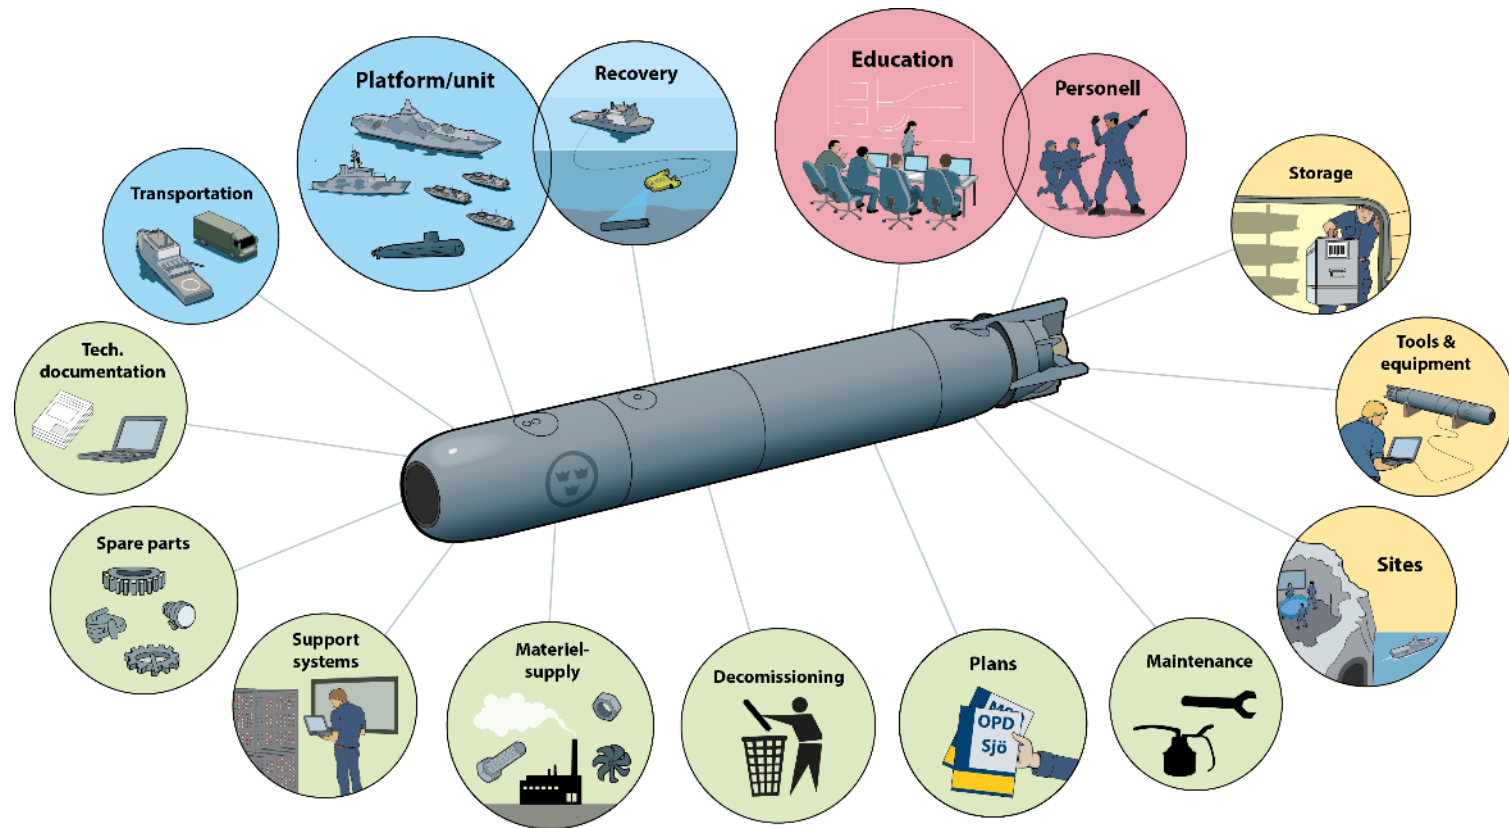 Platform/unit
Recovery
Education
Personell
Transportation
Storage
Tech.
documentation
Tools &
equipment
Spare parts
Sites
Support
systems
Materiel-
supply
Decomissioning
Plans
OPD
Sjö
Maintenance